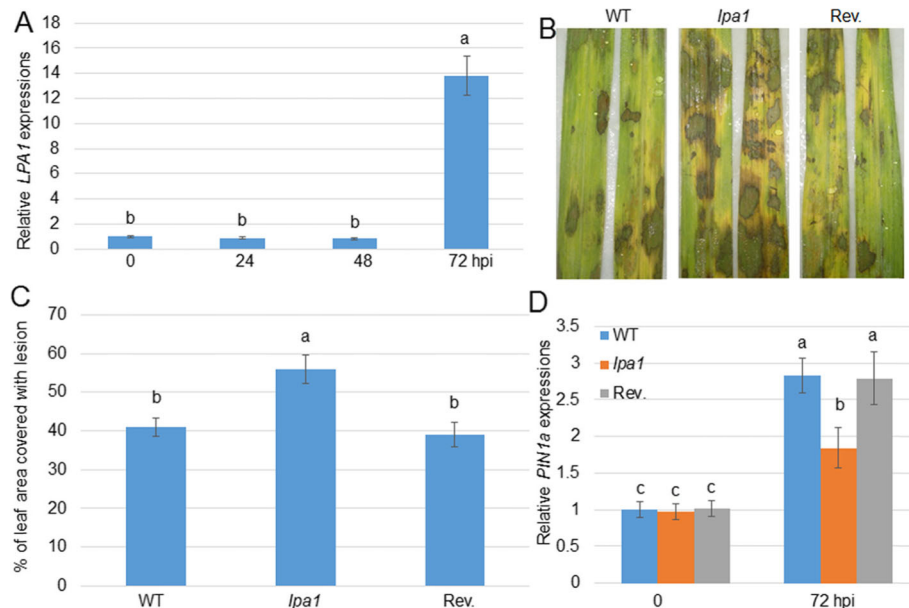 A
Relative LPA1 expressions
18
16
14
12
10
8
6
4
2
0
b
b
b
a
0 24 48 72 hpi
B
WT lpa1 Rev.
C
% of leaf area covered with lesion
70
60
50
40
30
20
10
0
b
a
b
WT lpa1 Rev.
D
Relative PIN1a expressions
3.5
3
2.5
2
1.5
1
0.5
0
WT
lpa1
Rev.
c c c
a
b
a
0 72 hpi